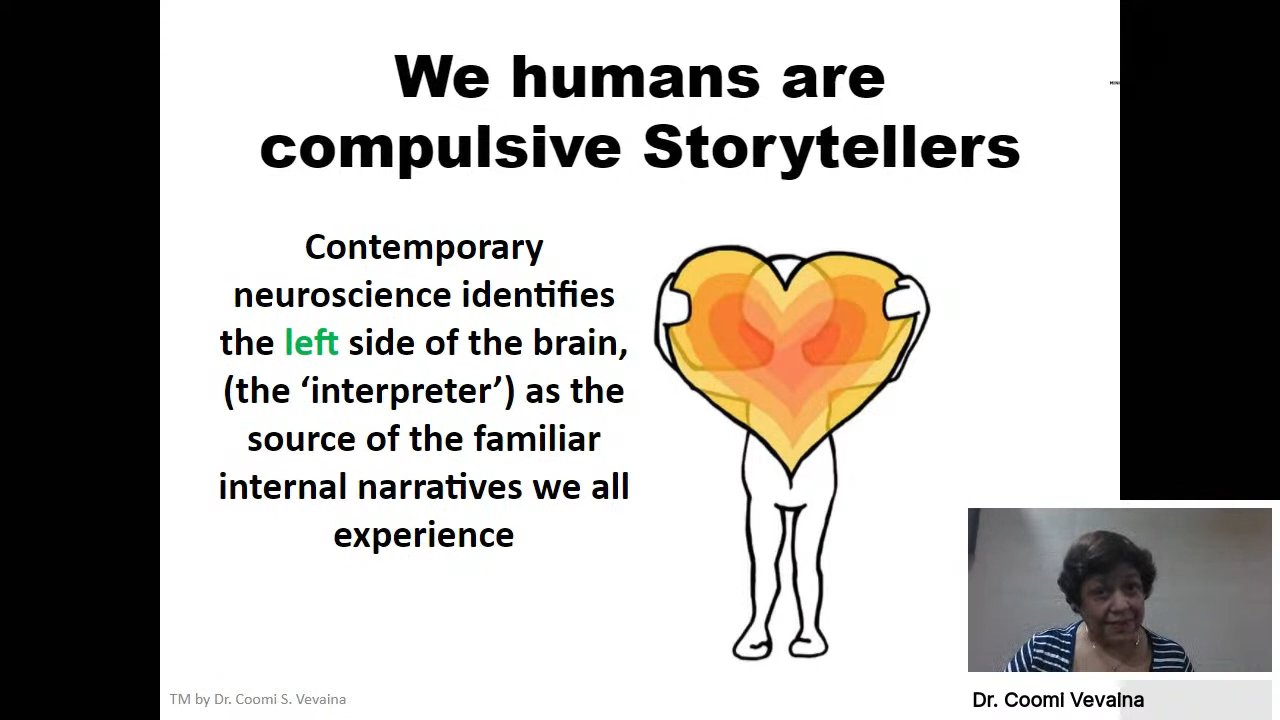 We humans are
compulsive Storytellers
Contemporary
neuroscience identifies
the left side of the brain,
(the ‘interpreter’) as the
source of the familiar
internal narratives we all
experience
TM by Dr. Coomi S. Vevaina
Dr. Coomi Vevaina